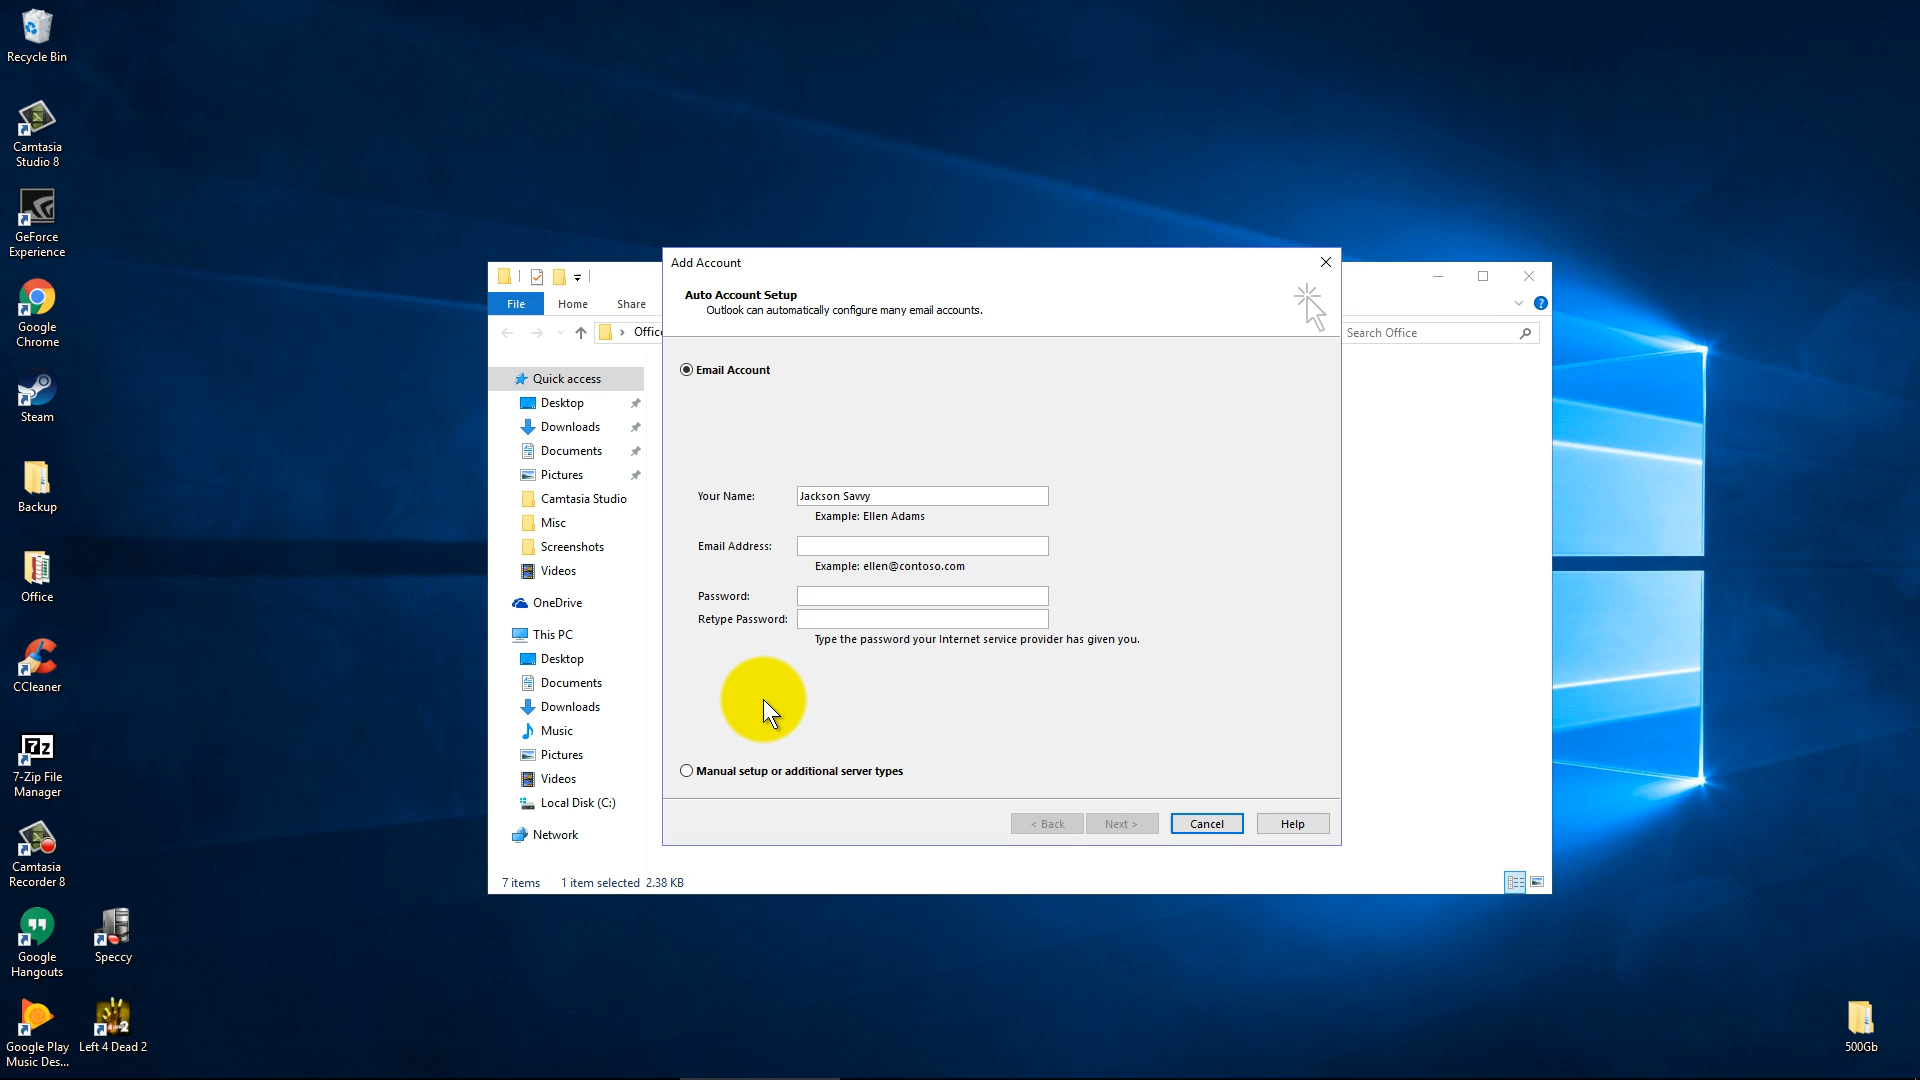 Recycle Bin
Camtasia
Studio 8
GeForce
Experience
Google
Chrome
Steam
Backup
Office
CCleaner
7-Zip File
Manager
Camtasia
Recorder 8
Google
Hangouts
Speccy
Google Play
Music Des...
Left 4 Dead 2
500Gb
File
Home
Share
Offic
Search Office
Quick access
Desktop
Downloads
Documents
Pictures
Camtasia Studio
Misc
Screenshots
Videos
OneDrive
This PC
Desktop
Documents
Downloads
Music
Pictures
Videos
Local Disk (C:)
Network
7 items
1 item selected 2.38 KB
Add Account
Auto Account Setup
Outlook can automatically configure many email accounts.
Email Account
Your Name:
Jackson Savvy
Example: Ellen Adams
Email Address:
Example: ellen@contoso.com
Password:
Retype Password:
Type the password your Internet service provider has given you.
Manual setup or additional server types
< Back
Next >
Cancel
Help